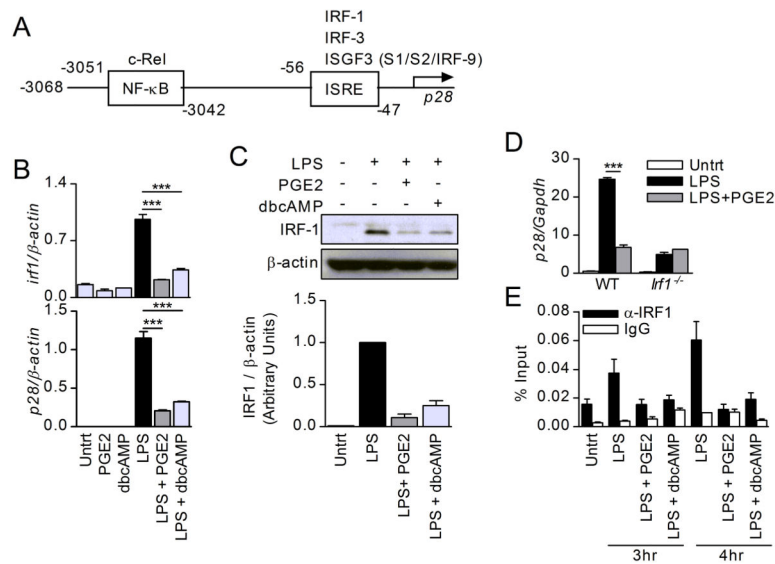 A
IRF-1
IRF-3
ISGF3 (S1/S2/IRF-9)
-3051
c-Rel
-56
-3068
NF-κB
ISRE
p28
-3042
-47
B
1.4
0.7
0.0
irf1/β-actin
***
***
1.5
1.0
0.5
0.0
p28/β-actin
***
***
Untrt
PGE2
dbcAMP
LPS
LPS + PGE2
LPS + dbcAMP
C
LPS - + + +
PGE2 - - + -
dbcAMP - - - +
IRF-1
β-actin
IRF1 / β-actin
(Arbitrary Units)
1.5
1.0
0.5
0.0
Untrt
LPS
LPS+ PGE2
LPS + dbcAMP
D
Untrt
LPS
LPS+PGE2
***
p28/Gapdh
30
20
10
0
WT
Irf1 -/-
E
α-IRF1
IgG
% Input
0.08
0.06
0.04
0.02
0.00
Untrt
LPS
LPS + PGE2
LPS + dbcAMP
LPS
LPS + PGE2
LPS + dbcAMP
3hr
4hr